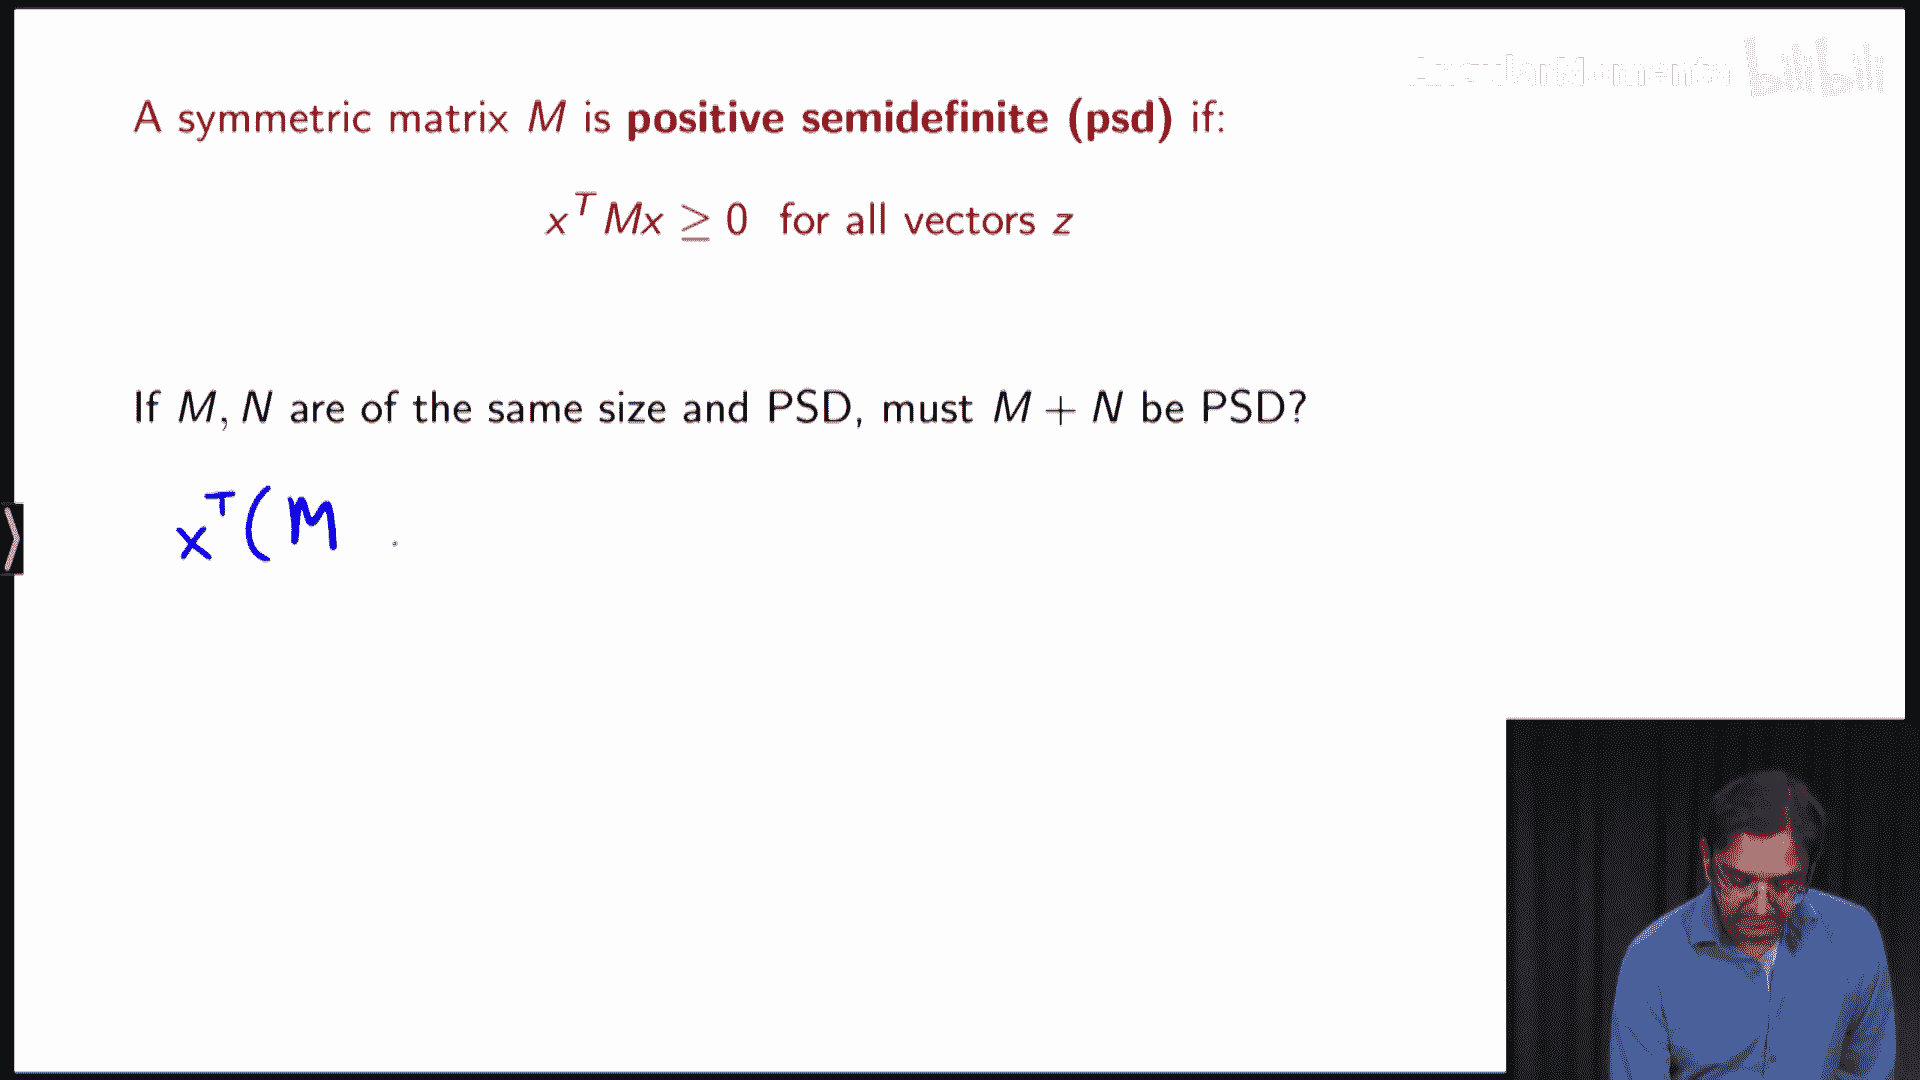 bilibili
A symmetric matrix M is positive semidefinite (psd) if:
x^T Mx ≥ 0 for all vectors z
If M, N are of the same size and PSD, must M + N be PSD?
x^T ( M